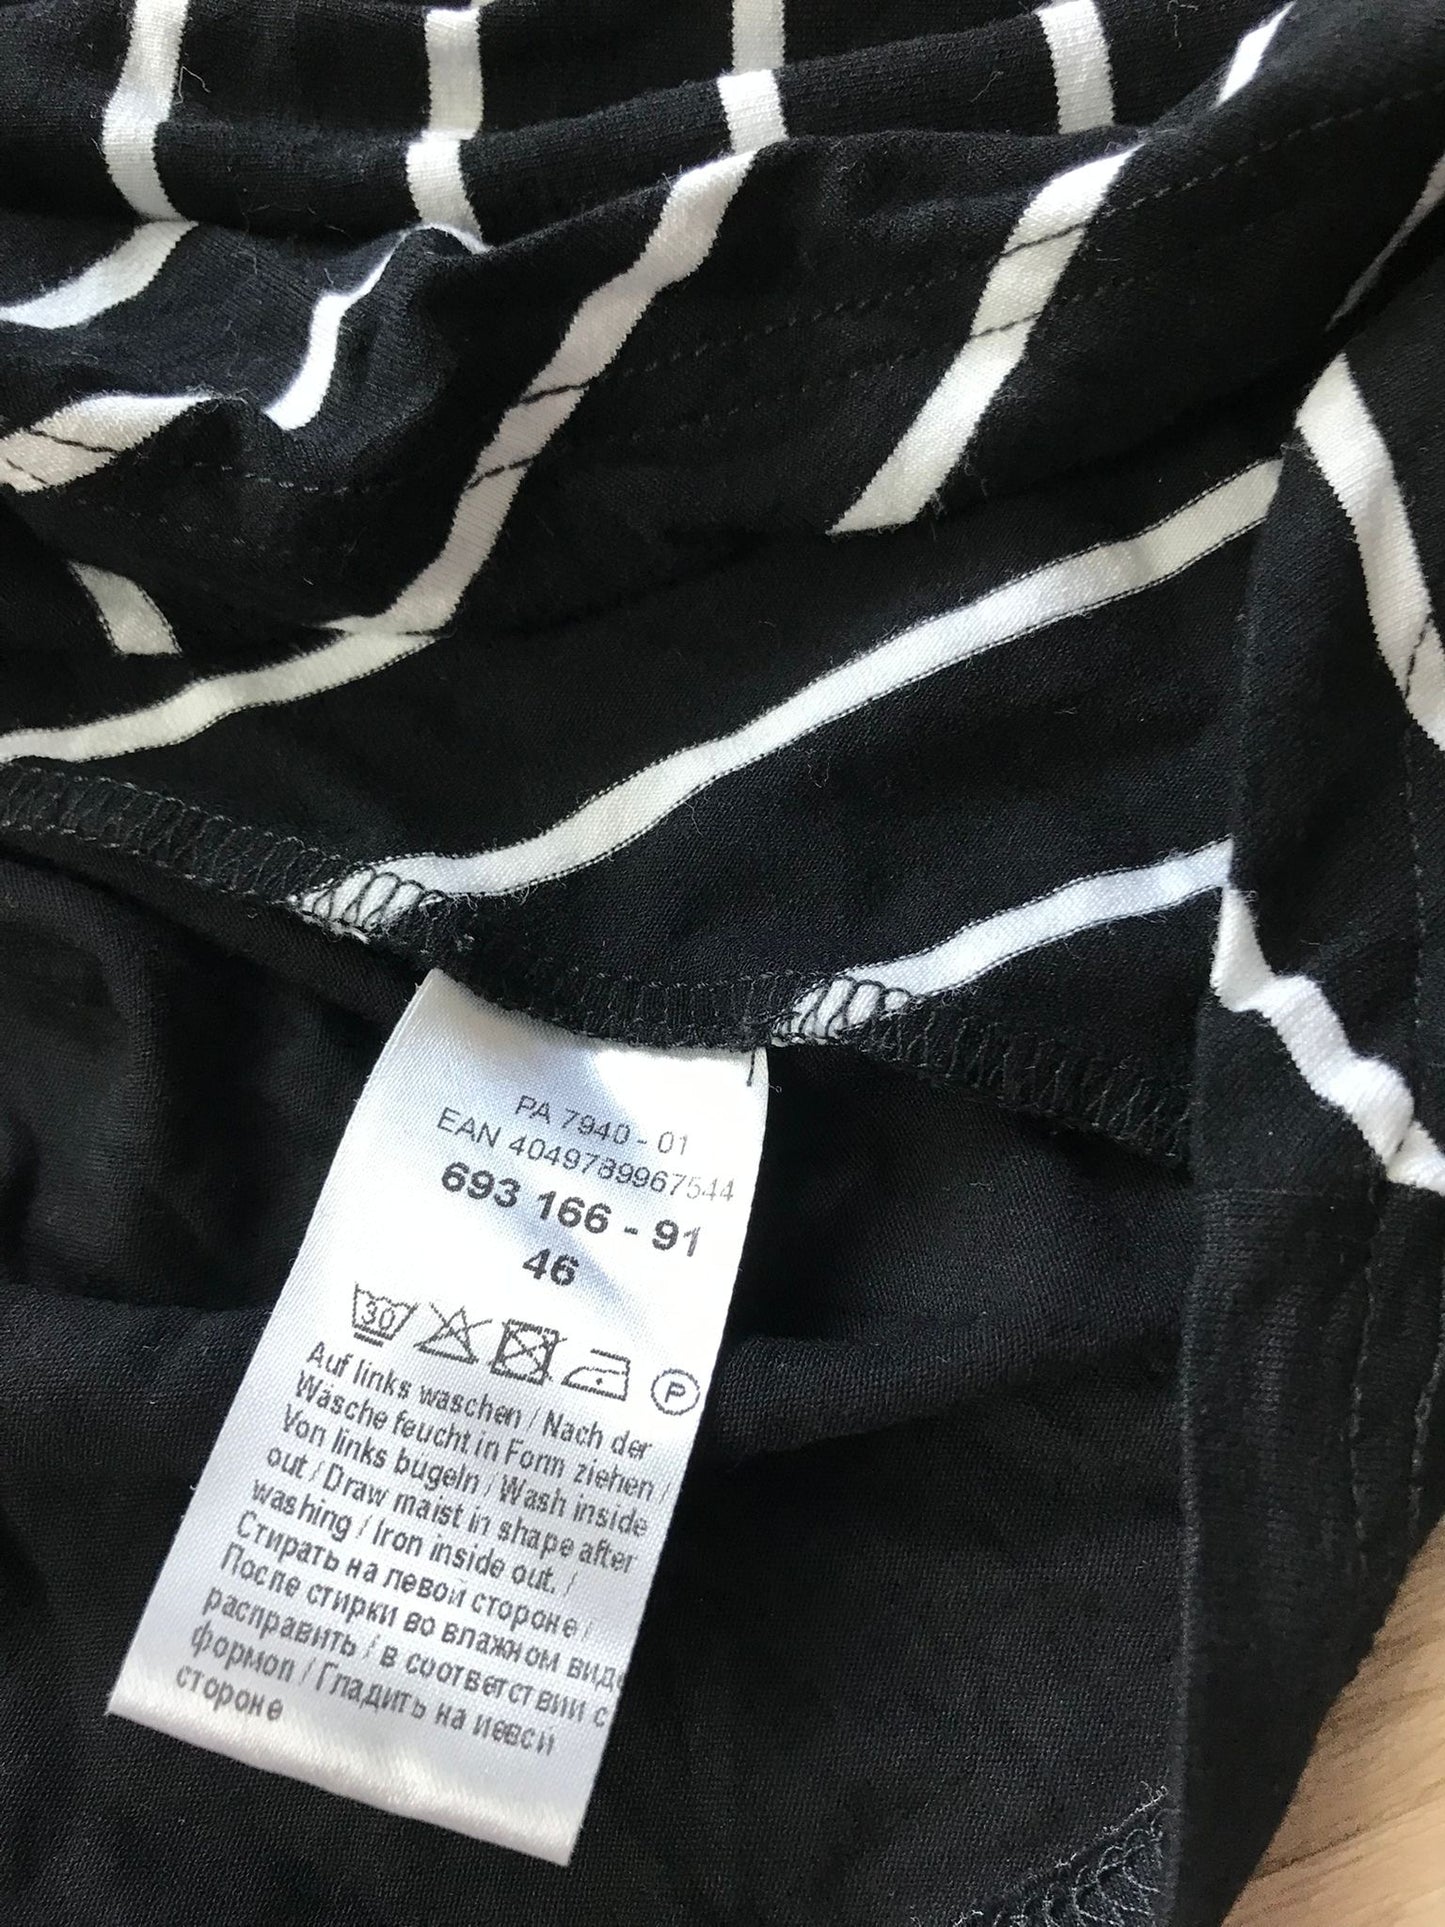 PA 7940 - 01
EAN 4049789967544
693 166 - 91
46
30
P
Auf links waschen / Nach der
Wäsche feucht in Form ziehen /
Von links bügeln / Wash inside
out / Draw maist in shape after
washing / Iron inside out. /
Стирать на левой стороне /
После стирки во влажном виде
расправить / в соответствии с
формоп / Гладить на иевси
стороне